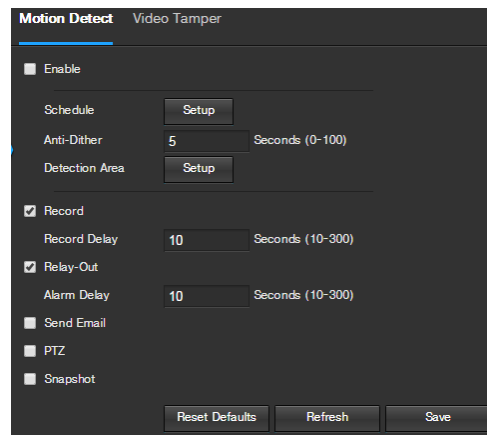 Motion Detect Video Tamper
Enable
Schedule Setup
Anti-Dither 5 Seconds (0-100)
Detection Area Setup
Record
Record Delay 10 Seconds (10-300)
Relay-Out
Alarm Delay 10 Seconds (10-300)
Send Email
PTZ
Snapshot
Reset Defaults Refresh Save